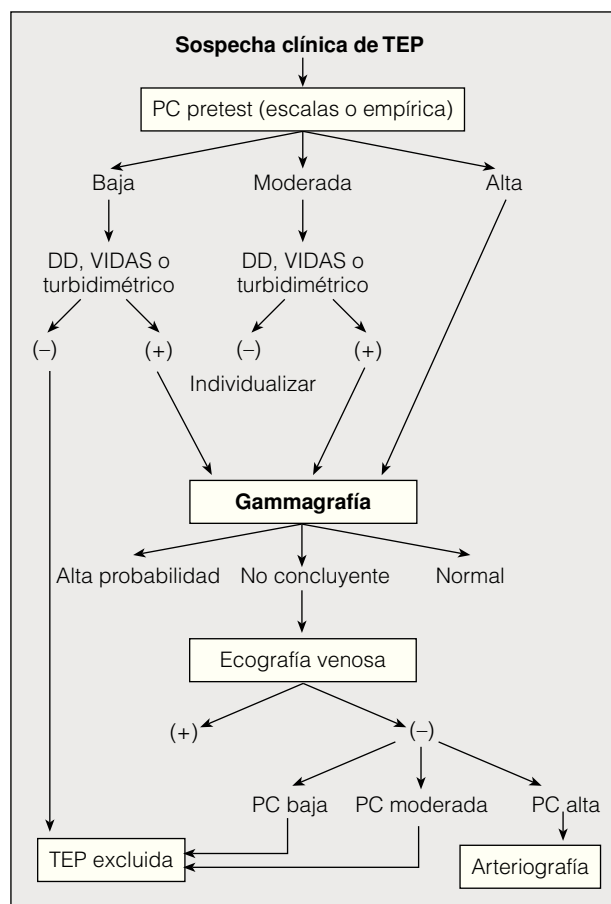 Sospecha clínica de TEP
PC pretest (escalas o empírica)
Baja Moderada Alta
DD, VIDAS o DD, VIDAS o
turbidimétrico turbidimétrico
(–) (+) (–) (+)
Individualizar
Gammagrafía
Alta probabilidad No concluyente Normal
Ecografía venosa
(+) (–)
PC baja PC moderada PC alta
TEP excluida Arteriografía